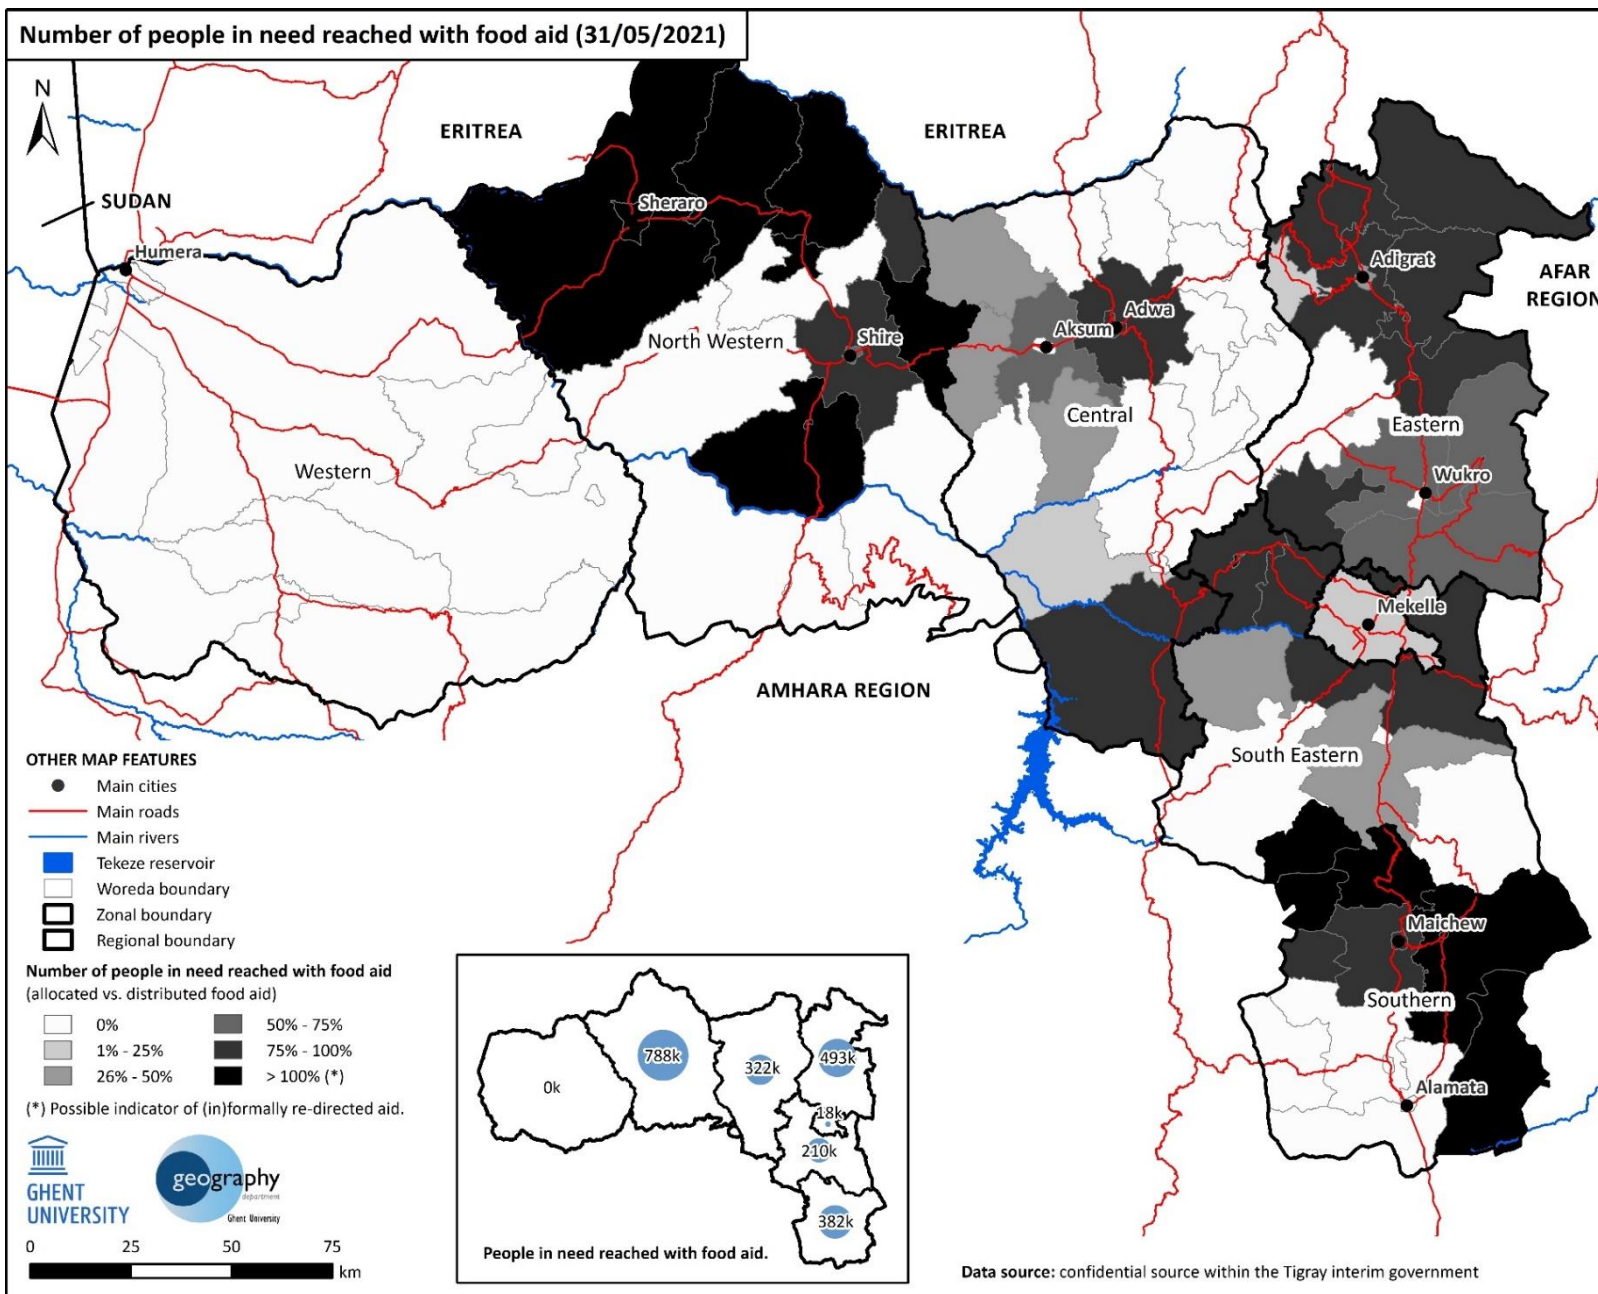 Number of people in need reached with food aid (31/05/2021)
N
ERITREA
ERITREA
SUDAN
Sheraro
Humera
Adigrat
AFAR
REGION
Adwa
Aksum
North Western
Shire
Central
Eastern
Western
Wukro
Mekelle
AMHARA REGION
South Eastern
Maichew
Southern
Alamata
OTHER MAP FEATURES
Main cities
Main roads
Main rivers
Tekeze reservoir
Woreda boundary
Zonal boundary
Regional boundary
Number of people in need reached with food aid
(allocated vs. distributed food aid)
0% 50% - 75%
1% - 25% 75% - 100%
26% - 50% > 100% (*)
(*) Possible indicator of (in)formally re-directed aid.
GHENT
UNIVERSITY
geography
department
Ghent University
0 25 50 75
km
788k
493k
322k
0k
18k
210k
382k
People in need reached with food aid.
Data source: confidential source within the Tigray interim government